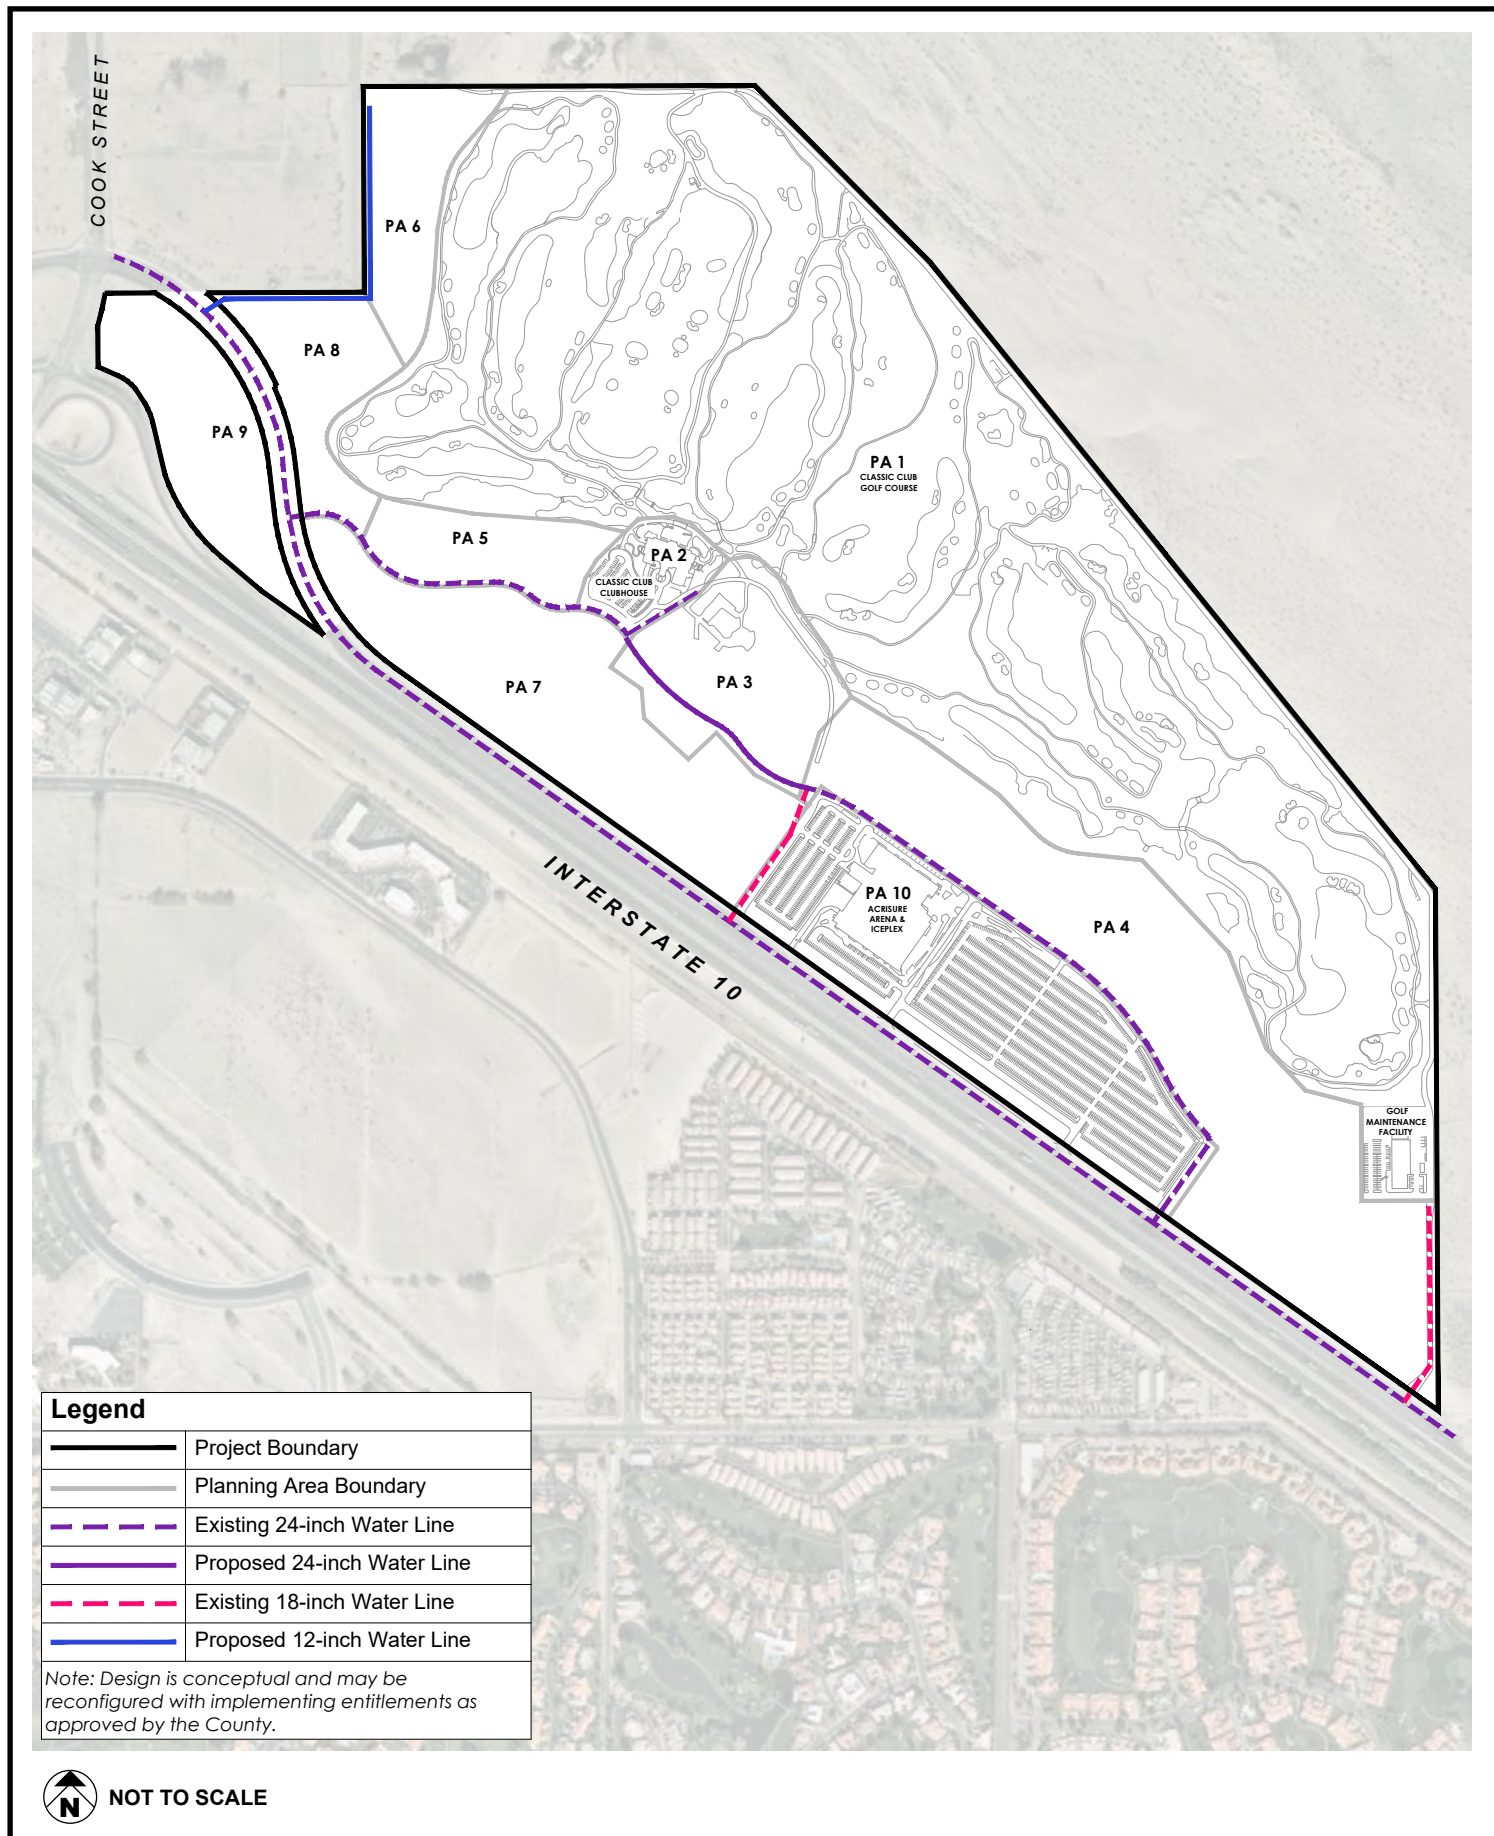 COOK STREET
PA 6
PA 8
PA 9
PA 1
CLASSIC CLUB
GOLF COURSE
PA 5
PA 2
CLASSIC CLUB
CLUBHOUSE
PA 7
PA 3
INTERSTATE 10
PA 10
ACRISURE
ARENA &
ICEPLEX
PA 4
GOLF
MAINTENANCE
FACILITY
Legend
Project Boundary
Planning Area Boundary
Existing 24-inch Water Line
Proposed 24-inch Water Line
Existing 18-inch Water Line
Proposed 12-inch Water Line
Note: Design is conceptual and may be
reconfigured with implementing entitlements as
approved by the County.
N
NOT TO SCALE